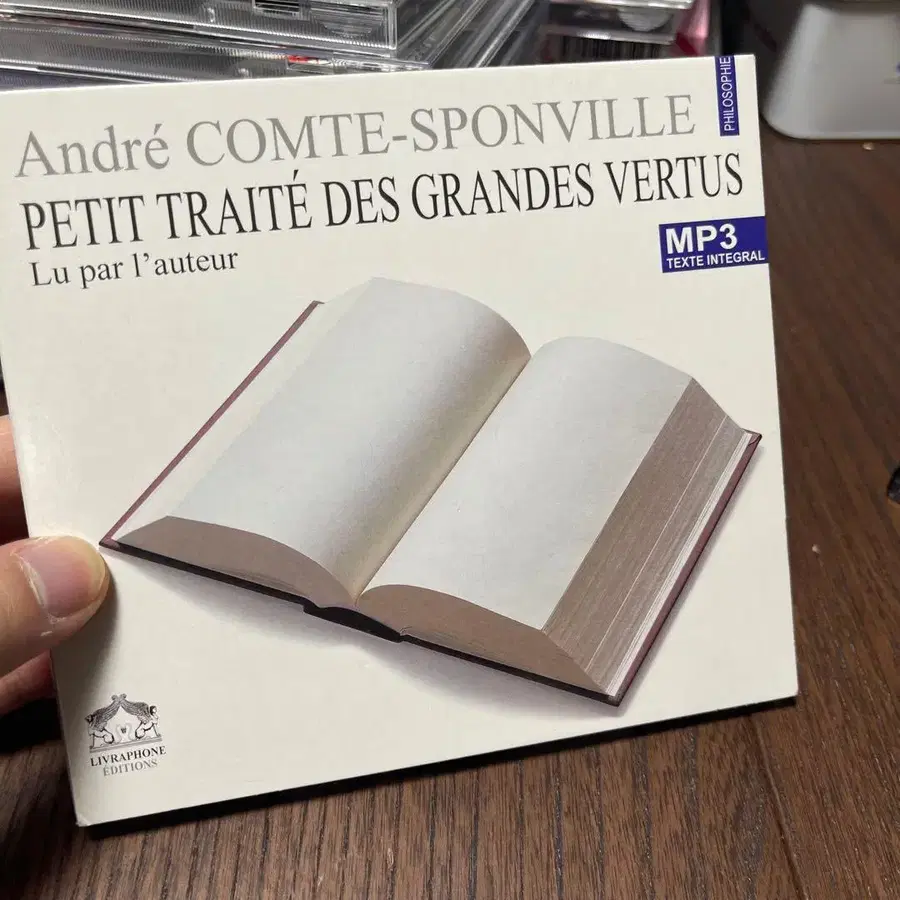 André COMTE-SPONVILLE
PHILOSOPHIE
PETIT TRAITÉ DES GRANDES VERTUS
Lu par l'auteur
MP3
TEXTE INTEGRAL
LIVRAPHONE
ÉDITIONS